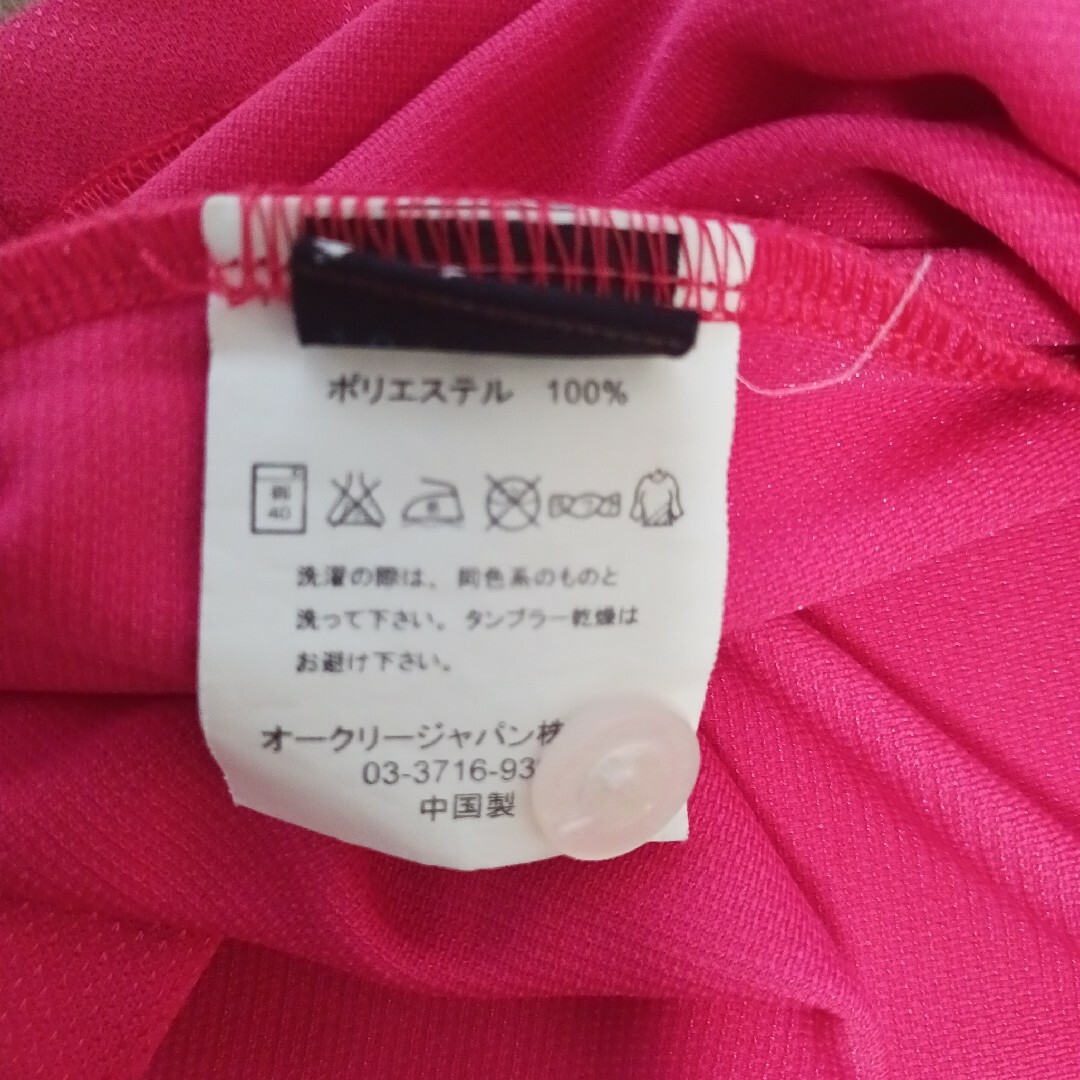 ポリエステル 100%
40
洗濯の際は、同色系のものと
洗って下さい。タンブラー乾燥は
お避け下さい。
オークリージャパン株
03-3716-93
中国製